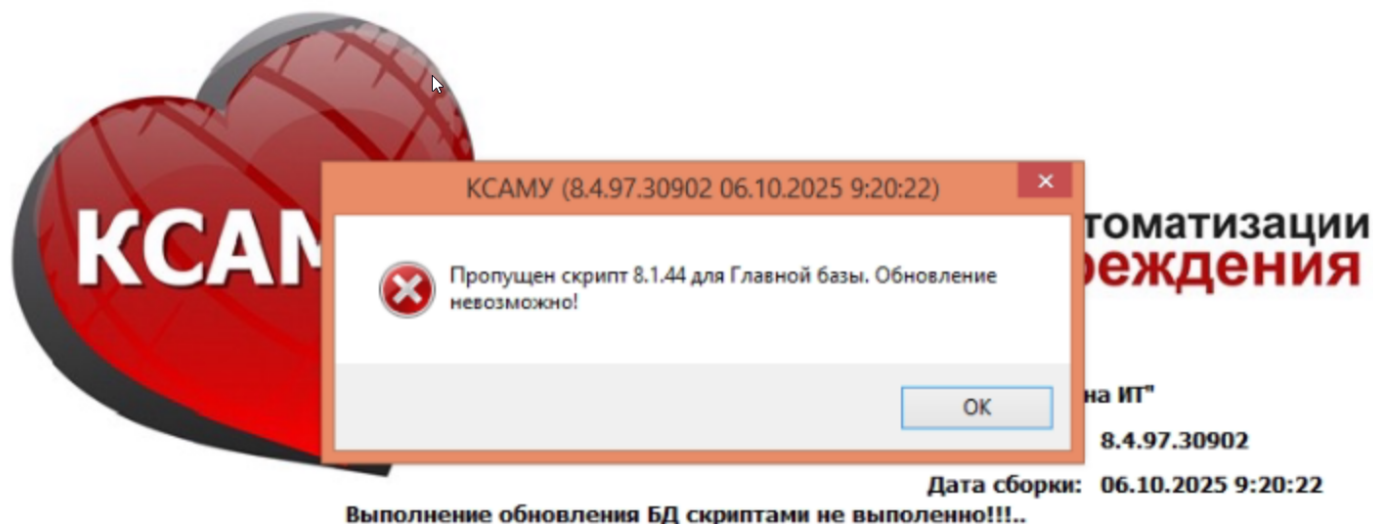 КСАМ
КСАМУ (8.4.97.30902 06.10.2025 9:20:22)
томатизации
реждения
Пропущен скрипт 8.1.44 для Главной базы. Обновление
невозможно!
OK
на ИТ"
8.4.97.30902
Дата сборки: 06.10.2025 9:20:22
Выполнение обновления БД скриптами не выполенно!!!..